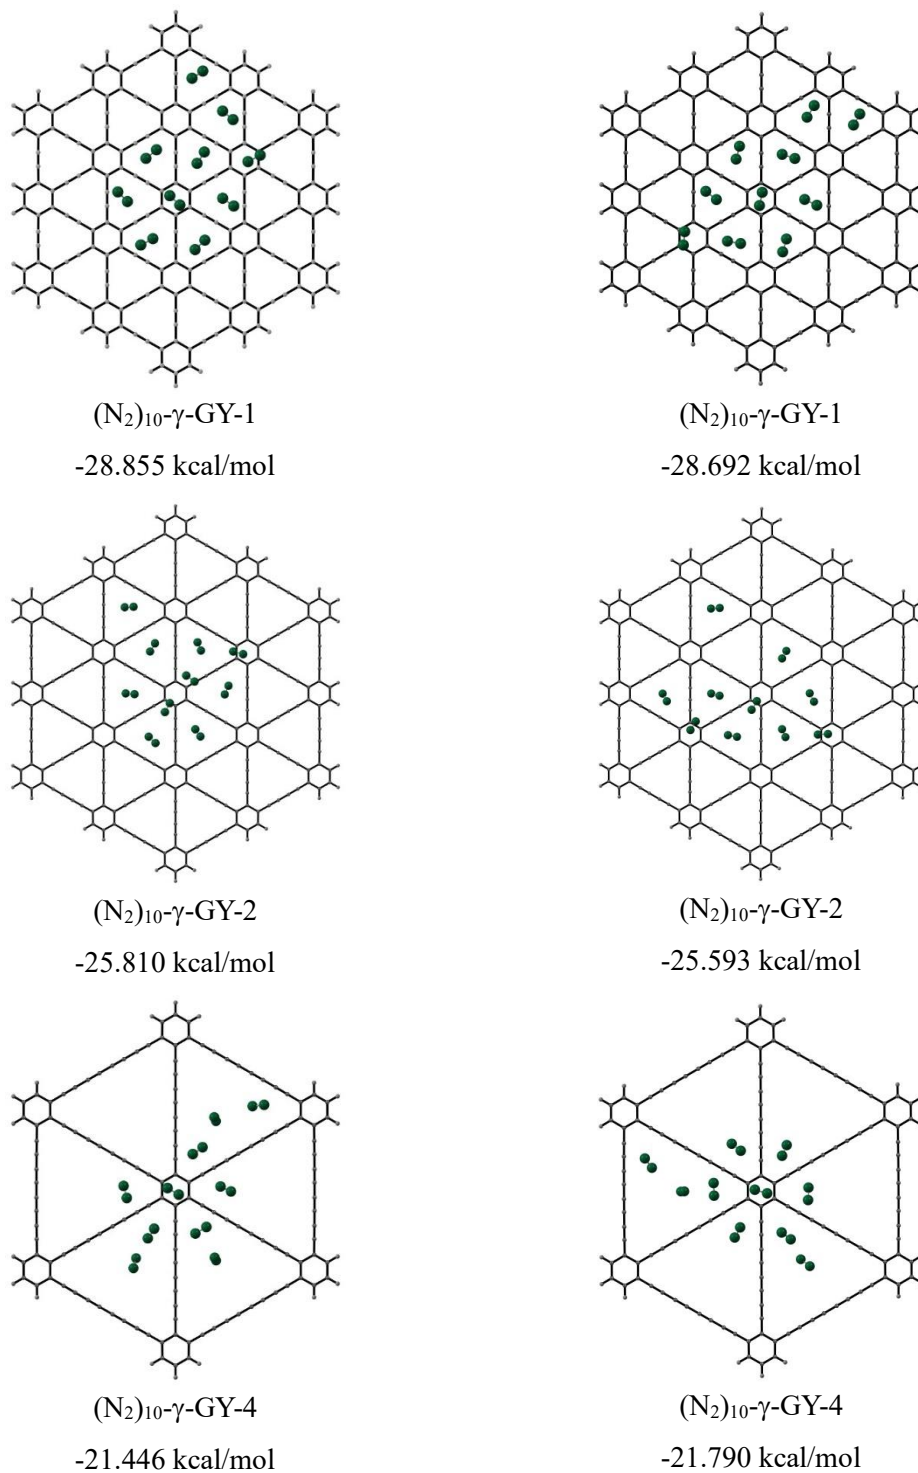 (N₂)₁₀-γ-GY-1
-28.855 kcal/mol
(N₂)₁₀-γ-GY-1
-28.692 kcal/mol
(N₂)₁₀-γ-GY-2
-25.810 kcal/mol
(N₂)₁₀-γ-GY-2
-25.593 kcal/mol
(N₂)₁₀-γ-GY-4
-21.446 kcal/mol
(N₂)₁₀-γ-GY-4
-21.790 kcal/mol